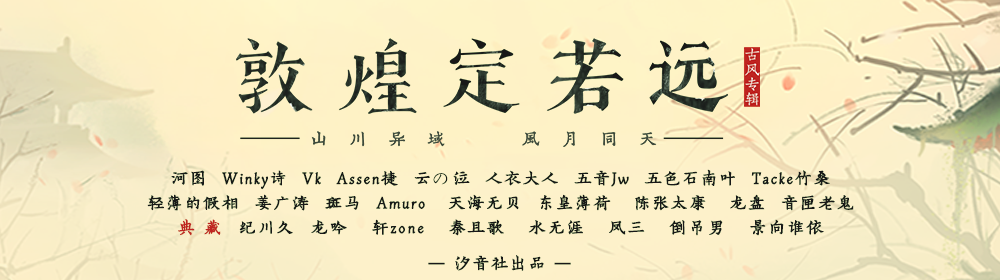 敦煌定若远
古风专辑
山川异域 風月同天
河图 Winky诗 Vk Assen捷 云の泣 人衣大人 五音Jw 五色石南叶 Tacke竹桑
轻薄的假相 姜广涛 斑马 Amuro 天海无贝 东皇薄荷 陈张太康 龙盘 音匣老鬼
典藏 纪川久 龙吟 轩zone 秦且歌 水无涯 凤三 倒吊男 景向谁依
— 汐音社出品 —